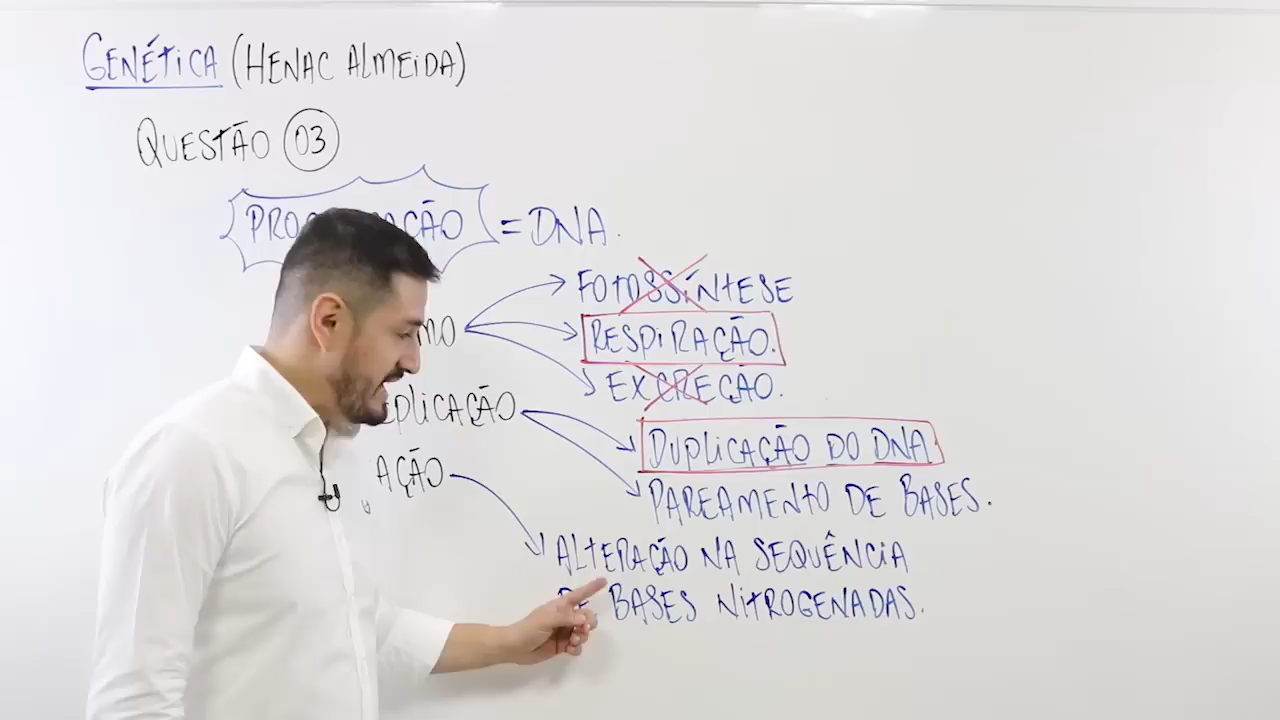 GENÉTICA (HENAC ALMEIDA)
QUESTÃO 03
= DNA.
FOTOSSÍNTESE
RESPIRAÇÃO.
EXCREÇÃO.
DUPLICAÇÃO DO DNA
PAREAMENTO DE BASES.
ALTERAÇÃO NA SEQUÊNCIA
DE BASES NITROGENADAS.